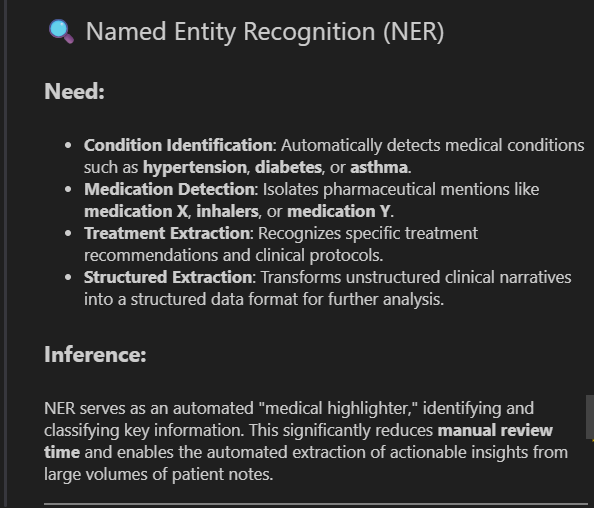 🔍 Named Entity Recognition (NER)
Need:
• Condition Identification: Automatically detects medical conditions
such as hypertension, diabetes, or asthma.
• Medication Detection: Isolates pharmaceutical mentions like
medication X, inhalers, or medication Y.
• Treatment Extraction: Recognizes specific treatment
recommendations and clinical protocols.
• Structured Extraction: Transforms unstructured clinical narratives
into a structured data format for further analysis.
Inference:
NER serves as an automated "medical highlighter," identifying and
classifying key information. This significantly reduces manual review
time and enables the automated extraction of actionable insights from
large volumes of patient notes.